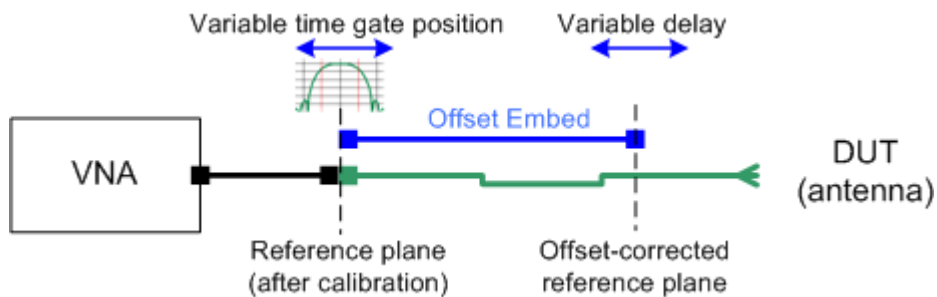 Variable time gate position
Variable delay
Offset Embed
VNA
DUT
(antenna)
Reference plane
(after calibration)
Offset-corrected
reference plane